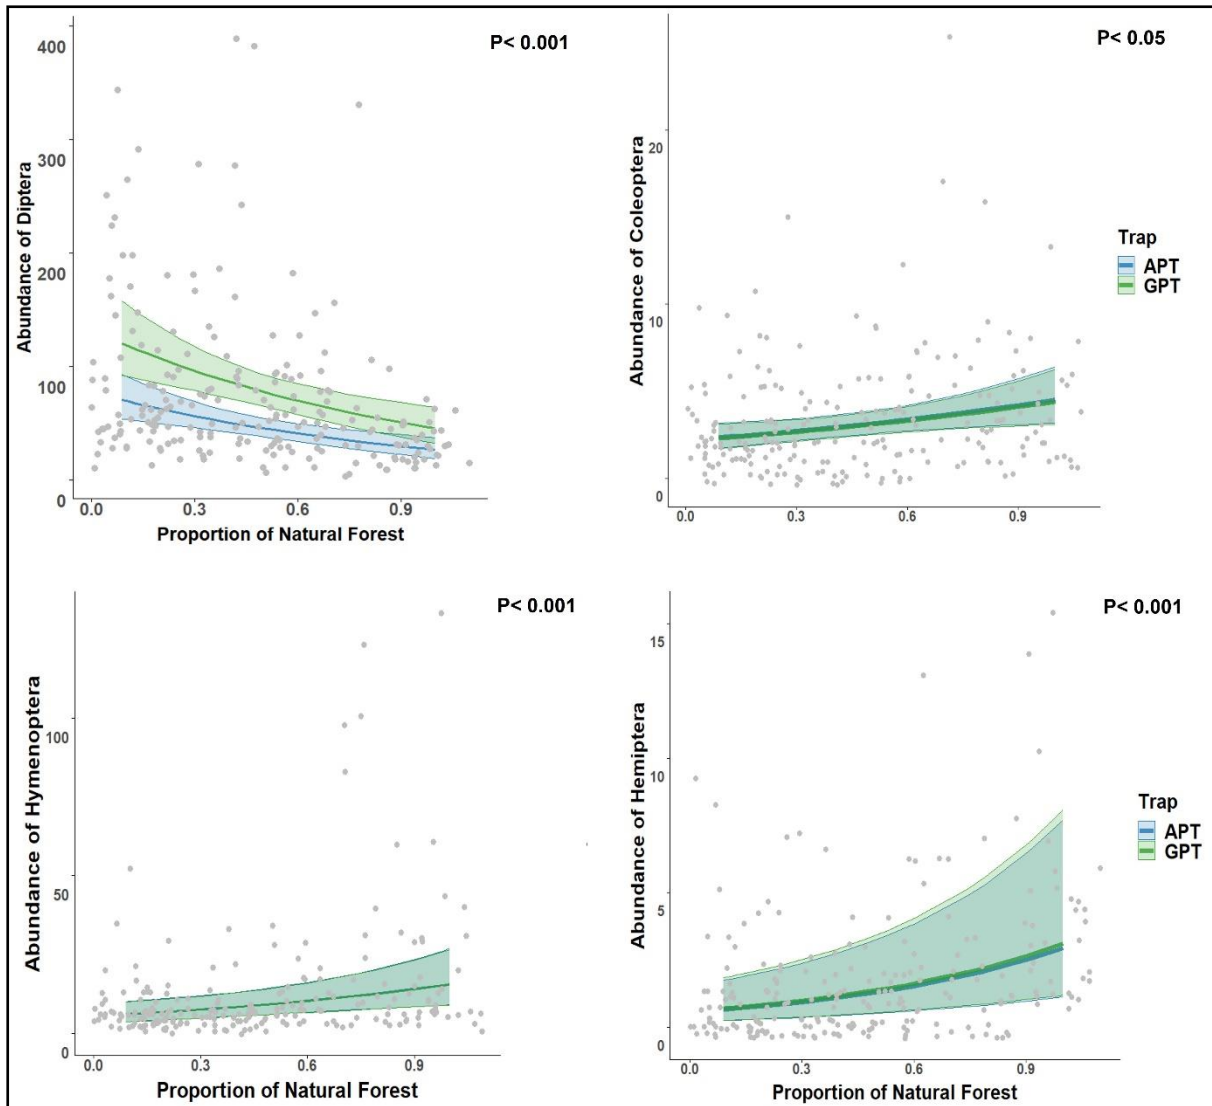 P< 0.001
400
300
200
100
0
Abundance of Diptera
0.0 0.3 0.6 0.9
Proportion of Natural Forest
P< 0.05
20
10
0
Abundance of Coleoptera
0.0 0.3 0.6 0.9
Trap
APT
GPT
P< 0.001
100
50
0
Abundance of Hymenoptera
0.0 0.3 0.6 0.9
Proportion of Natural Forest
P< 0.001
15
10
5
0
Abundance of Hemiptera
0.0 0.3 0.6 0.9
Proportion of Natural Forest
Trap
APT
GPT